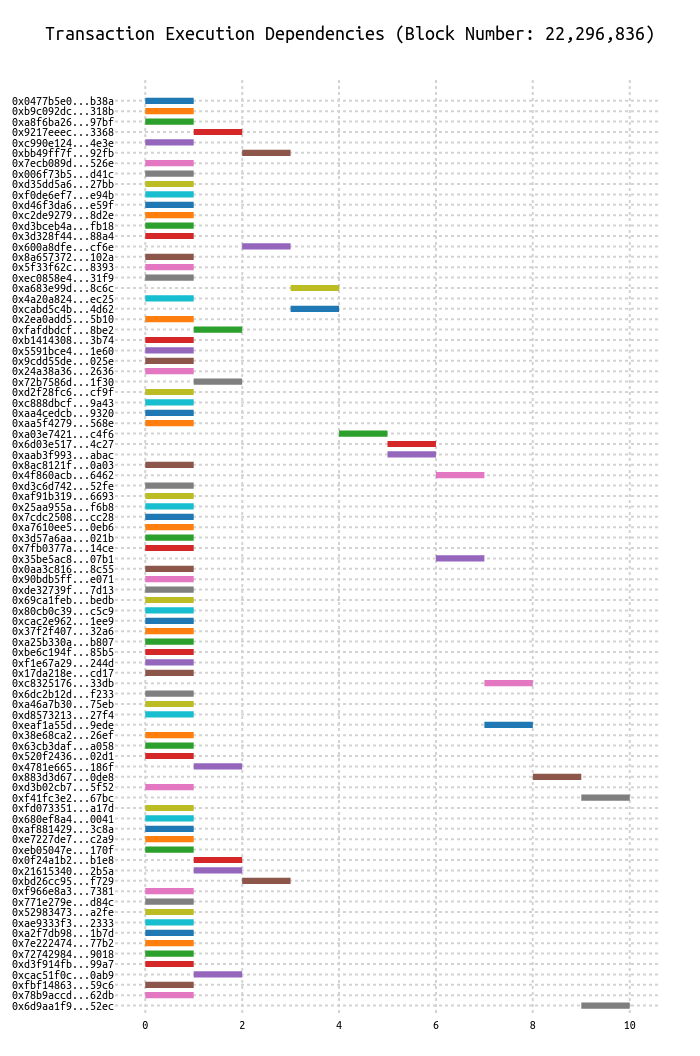 Transaction Execution Dependencies (Block Number: 22,296,836)
0x0477b5e0...b38a
0xb9c092dc...318b
0xa8f6ba26...97bf
0x9217eeec...3368
0xc990e124...4e3e
0xbb49ff7f...92fb
0x7ecb089d...526e
0x006f73b5...d41c
0xd35dd5a6...27bb
0xf0de6ef7...e94b
0xd46f3da6...e59f
0xc2de9279...8d2e
0xd3bceb4a...fb18
0x3d328f44...88a4
0x600a8dfe...cf6e
0x8a657372...102a
0x5f33f62c...8393
0xec0858e4...31f9
0xa683e99d...8c6c
0x4a20a824...ec25
0xcabd5c4b...4d62
0x2ea0add5...5b10
0xfafdbdcf...8be2
0xb1414308...3b74
0x5591bce4...1e60
0x9cdd55de...025e
0x24a38a36...2636
0x72b7586d...1f30
0xd2f28fc6...cf9f
0xc888dbcf...9a43
0xaa4cedcb...9320
0xaa5f4279...568e
0xa03e7421...c4f6
0x6d03e517...4c27
0xaab3f993...abac
0x8ac8121f...0a03
0x4f860acb...6462
0xd3c6d742...52fe
0xaf91b319...6693
0x25aa955a...f6b8
0x7cdc2508...cc28
0xa7610ee5...0eb6
0x3d57a6aa...021b
0x7fb0377a...14ce
0x35be5ac8...07b1
0x0aa3c816...8c55
0x90bdb5ff...e071
0xde32739f...7d13
0x69ca1feb...bedb
0x80cb0c39...c5c9
0xcac2e962...1ee9
0x37f2f407...32a6
0xa25b330a...b807
0xbe6c194f...85b5
0xf1e67a29...244d
0x17da218e...cd17
0xc8325176...33db
0x6dc2b12d...f233
0xa46a7b30...75eb
0xd8573213...27f4
0xeaf1a55d...9ede
0x38e68ca2...26ef
0x63cb3daf...a058
0x520f2436...02d1
0x4781e665...186f
0x883d3d67...0de8
0xd3b02cb7...5f52
0xf41fc3e2...67bc
0xfd073351...a17d
0x680ef8a4...0041
0xaf881429...3c8a
0xe7227de7...c2a9
0xeb05047e...170f
0x0f24a1b2...b1e8
0x21615340...2b5a
0xbd26cc95...f729
0xf966e8a3...7381
0x771e279e...d84c
0x52983473...a2fe
0xae9333f3...2333
0xa2f7db98...1b7d
0x7e222474...77b2
0x72742984...9018
0xd3f914fb...99a7
0xcac51f0c...0ab9
0xfbf14863...59c6
0x78b9accd...62db
0x6d9aa1f9...52ec
0 2 4 6 8 10